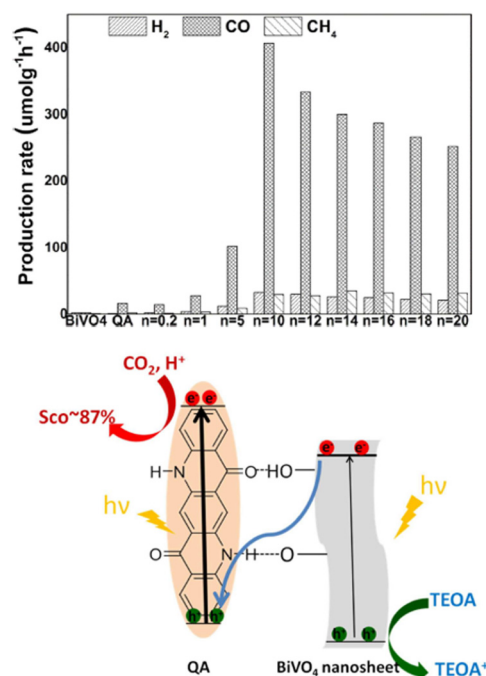 H₂ CO CH₄
Production rate (umolg⁻¹h⁻¹)
400
300
200
100
0
BiVO4 QA n=0.2 n=1 n=5 n=10 n=12 n=14 n=16 n=18 n=20
CO₂, H⁺
e⁻ e⁻
Sco~87%
e⁻ e⁻
H N O HO
hν hν
O N H O
TEOA
h⁺ h⁺ h⁺ h⁺
QA BiVO₄ nanosheet TEOA⁺